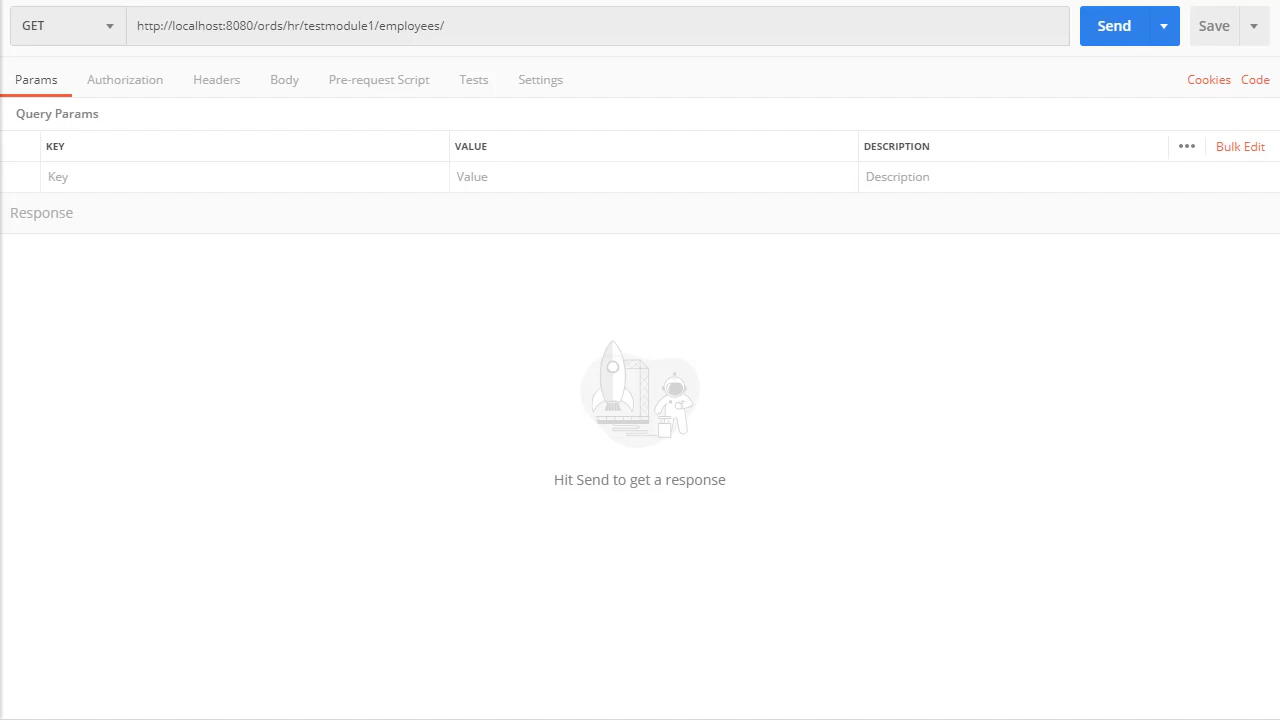 GET http://localhost:8080/ords/hr/testmodule1/employees/ Send Save
Params Authorization Headers Body Pre-request Script Tests Settings Cookies Code
Query Params
KEY VALUE DESCRIPTION ••• Bulk Edit
Key Value Description
Response
Hit Send to get a response